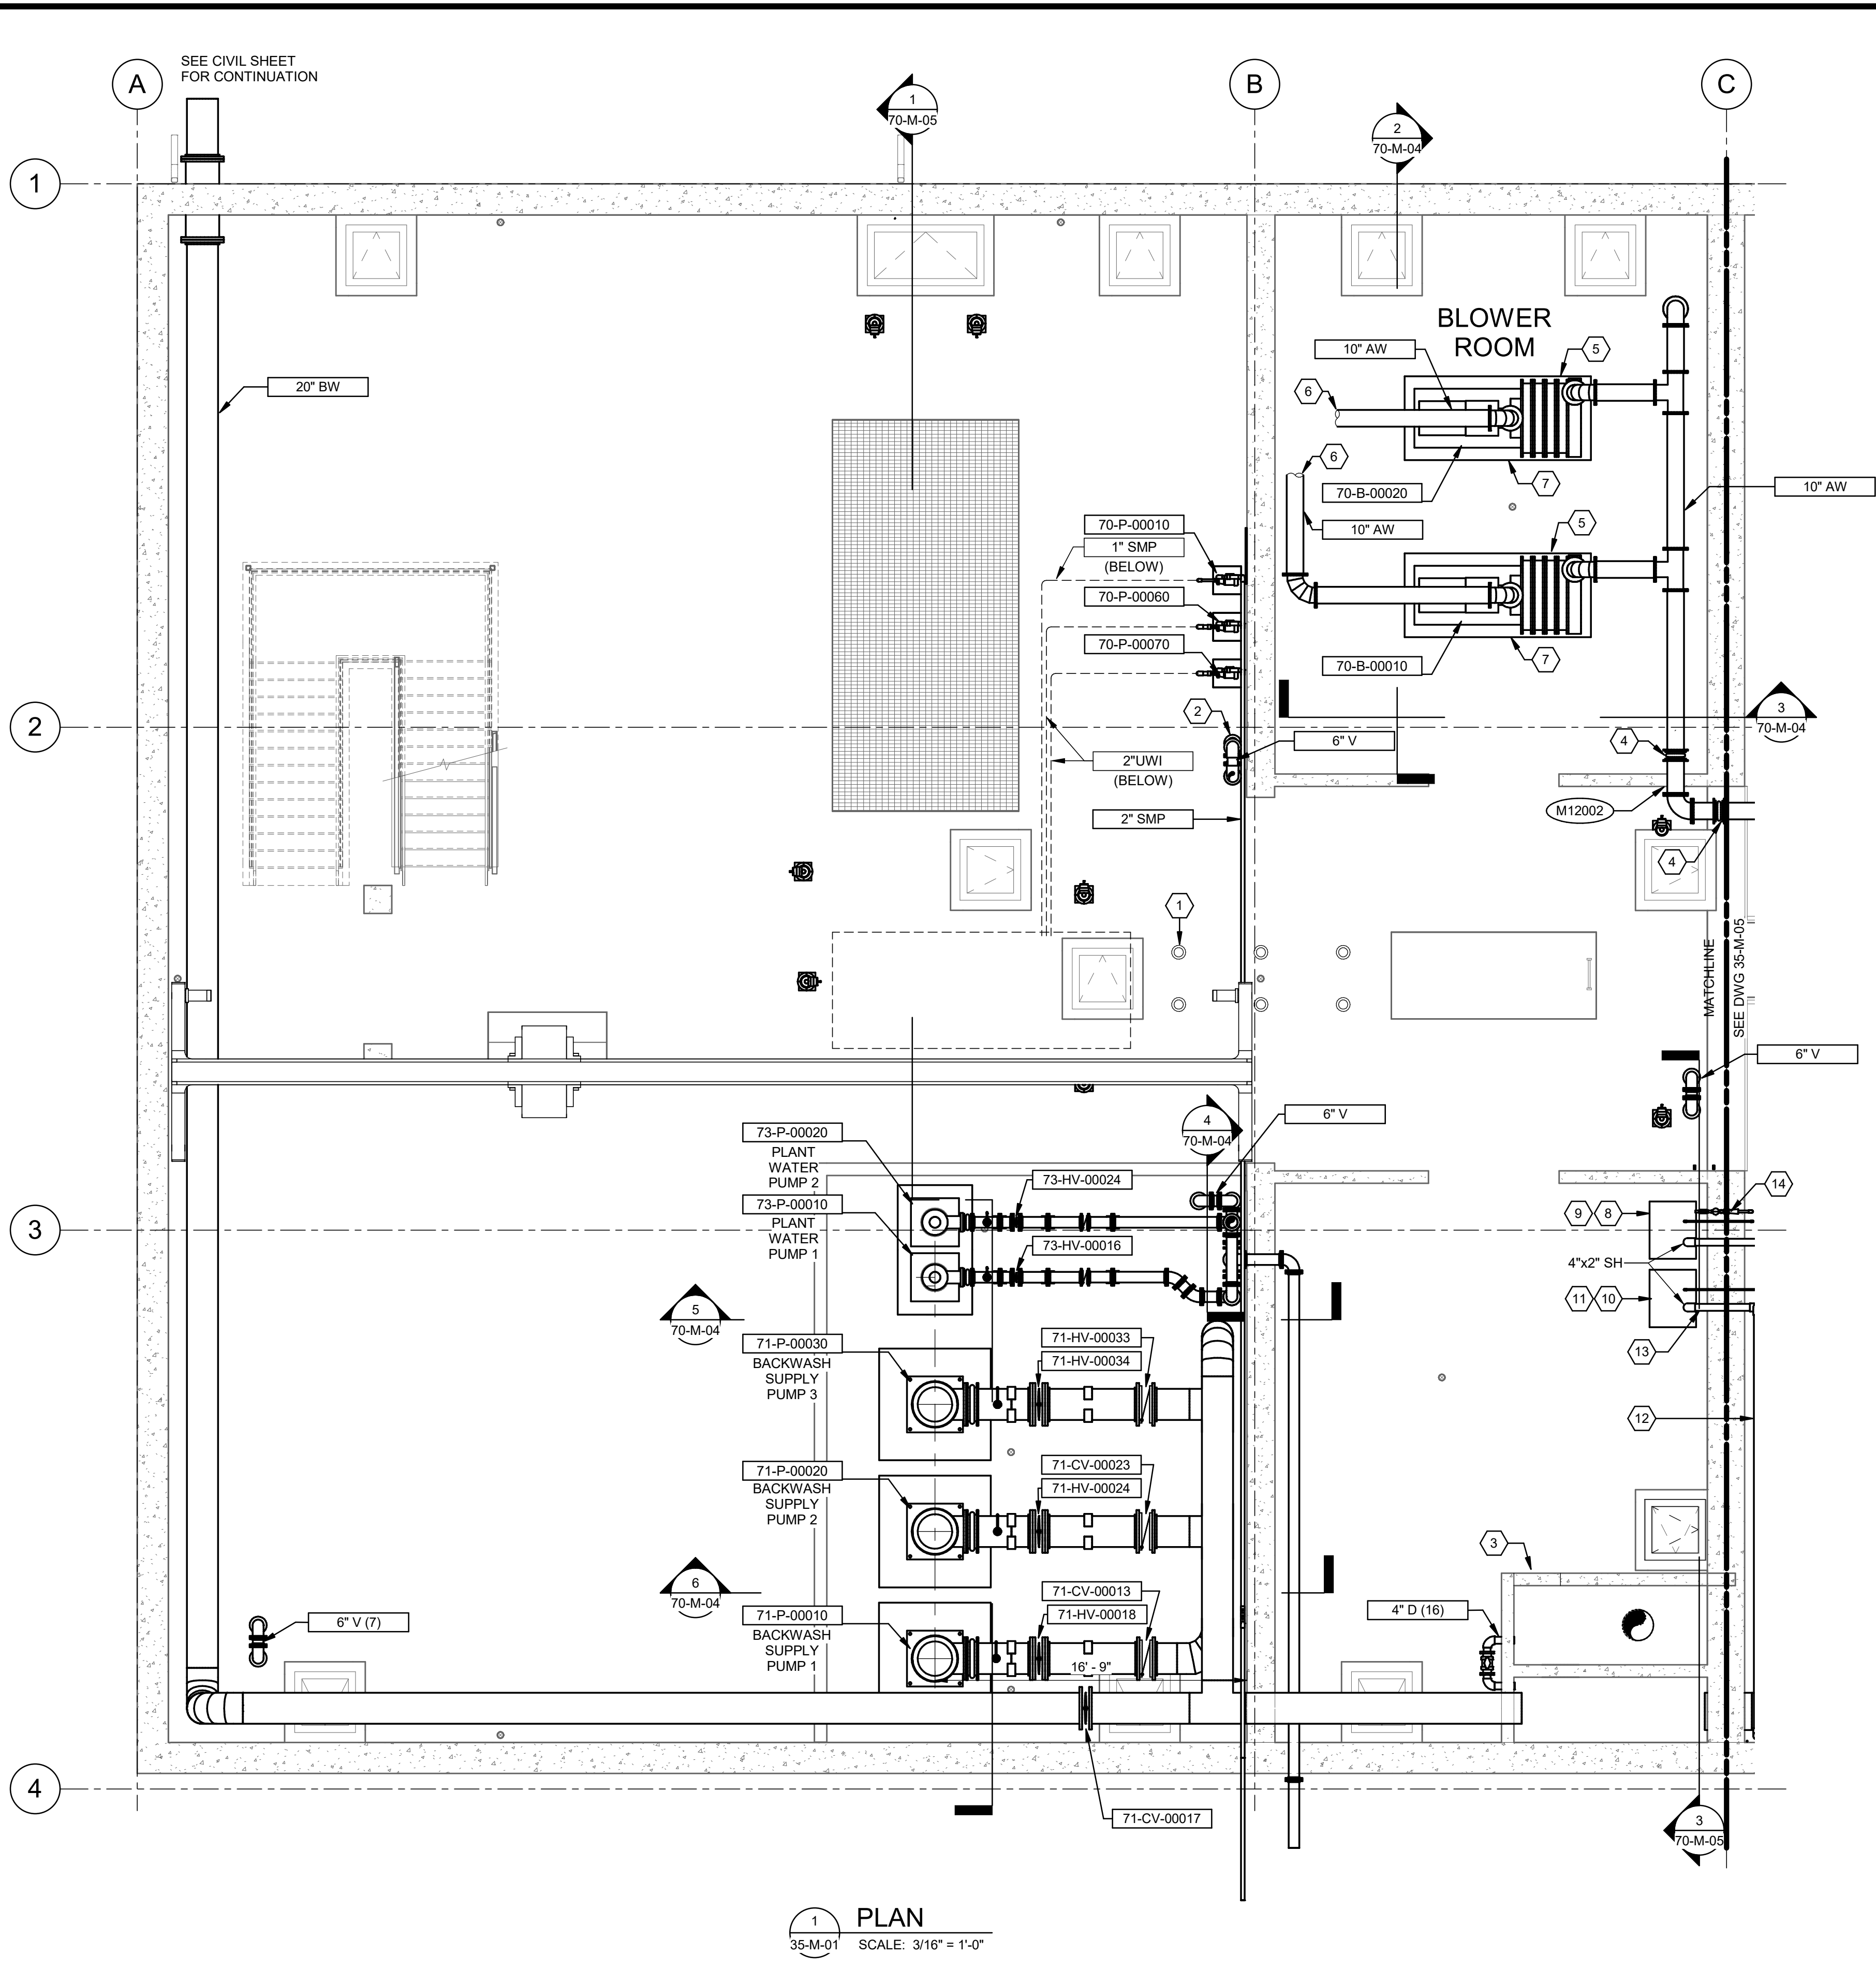 SEE CIVIL SHEET
FOR CONTINUATION
A
B
C
1
70-M-05
2
70-M-04
1
BLOWER
ROOM
10" AW
5
6
20" BW
6
7
70-B-00020
10" AW
10" AW
70-P-00010
5
1" SMP
(BELOW)
70-P-00060
70-P-00070
70-B-00010
7
2
2
6" V
3
70-M-04
4
2"UWI
(BELOW)
2" SMP
M12002
4
1
MATCHLINE
SEE DWG 35-M-05
6" V
4
70-M-04
6" V
73-P-00020
PLANT
WATER
PUMP 2
73-HV-00024
14
73-P-00010
PLANT
WATER
PUMP 1
9
8
3
73-HV-00016
4"x2" SH
11
10
5
70-M-04
71-P-00030
BACKWASH
SUPPLY
PUMP 3
71-HV-00033
71-HV-00034
13
12
71-P-00020
BACKWASH
SUPPLY
PUMP 2
71-CV-00023
71-HV-00024
3
6
70-M-04
71-CV-00013
71-P-00010
BACKWASH
SUPPLY
PUMP 1
71-HV-00018
4" D (16)
6" V (7)
16' - 9"
4
71-CV-00017
3
70-M-05
1
35-M-01
PLAN
SCALE: 3/16" = 1'-0"